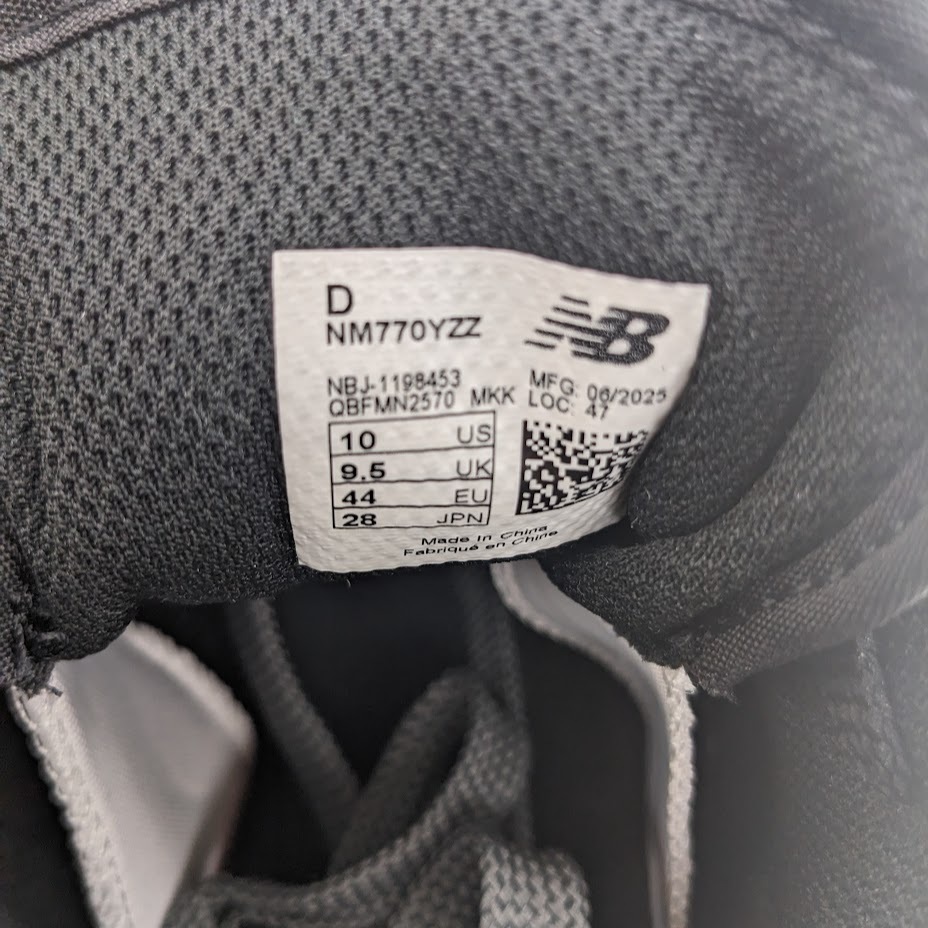 D
NM770YZZ
NB
NBJ-1198453
QBFMN2570 MKK
MFG: 06/2025
LOC: 47
10 US
9.5 UK
44 EU
28 JPN
Made In China
Fabriqué en Chine